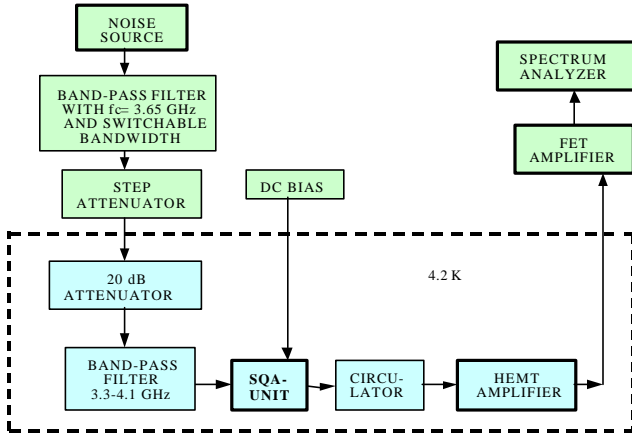 NOISE
SOURCE
BAND-PASS FILTER
WITH fc= 3.65 GHz
AND SWITCHABLE
BANDWIDTH
STEP
ATTENUATOR
DC BIAS
SPECTRUM
ANALYZER
FET
AMPLIFIER
20 dB
ATTENUATOR
4.2 K
BAND-PASS
FILTER
3.3-4.1 GHz
SQA-
UNIT
CIRCU-
LATOR
HEMT
AMPLIFIER